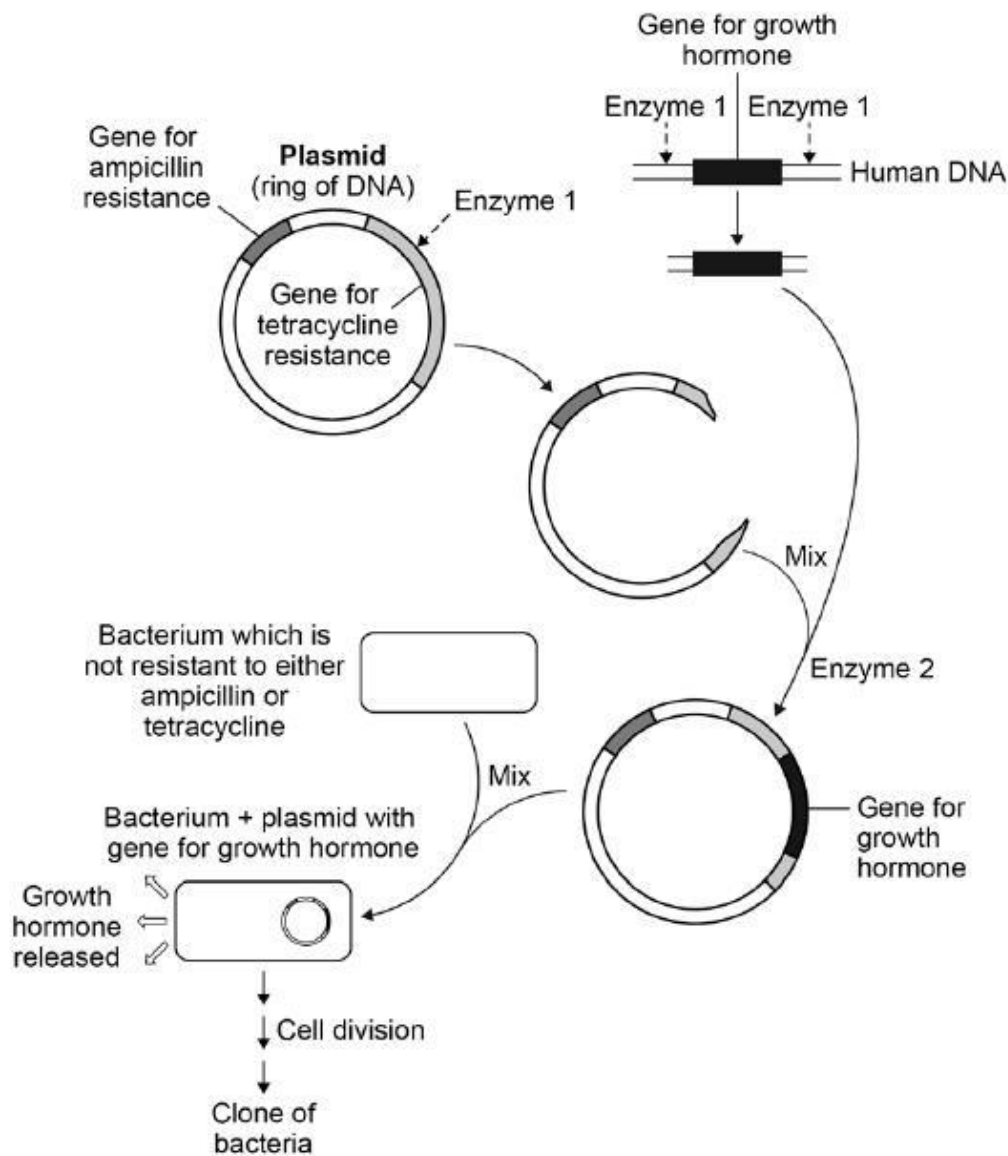 Gene for growth
hormone
Enzyme 1
Enzyme 1
Human DNA
Gene for
ampicillin
resistance
Plasmid
(ring of DNA)
Enzyme 1
Gene for
tetracycline
resistance
Mix
Enzyme 2
Bacterium which is
not resistant to either
ampicillin or
tetracycline
Mix
Gene for
growth
hormone
Bacterium + plasmid with
gene for growth hormone
Growth
hormone
released
Cell division
Clone of
bacteria